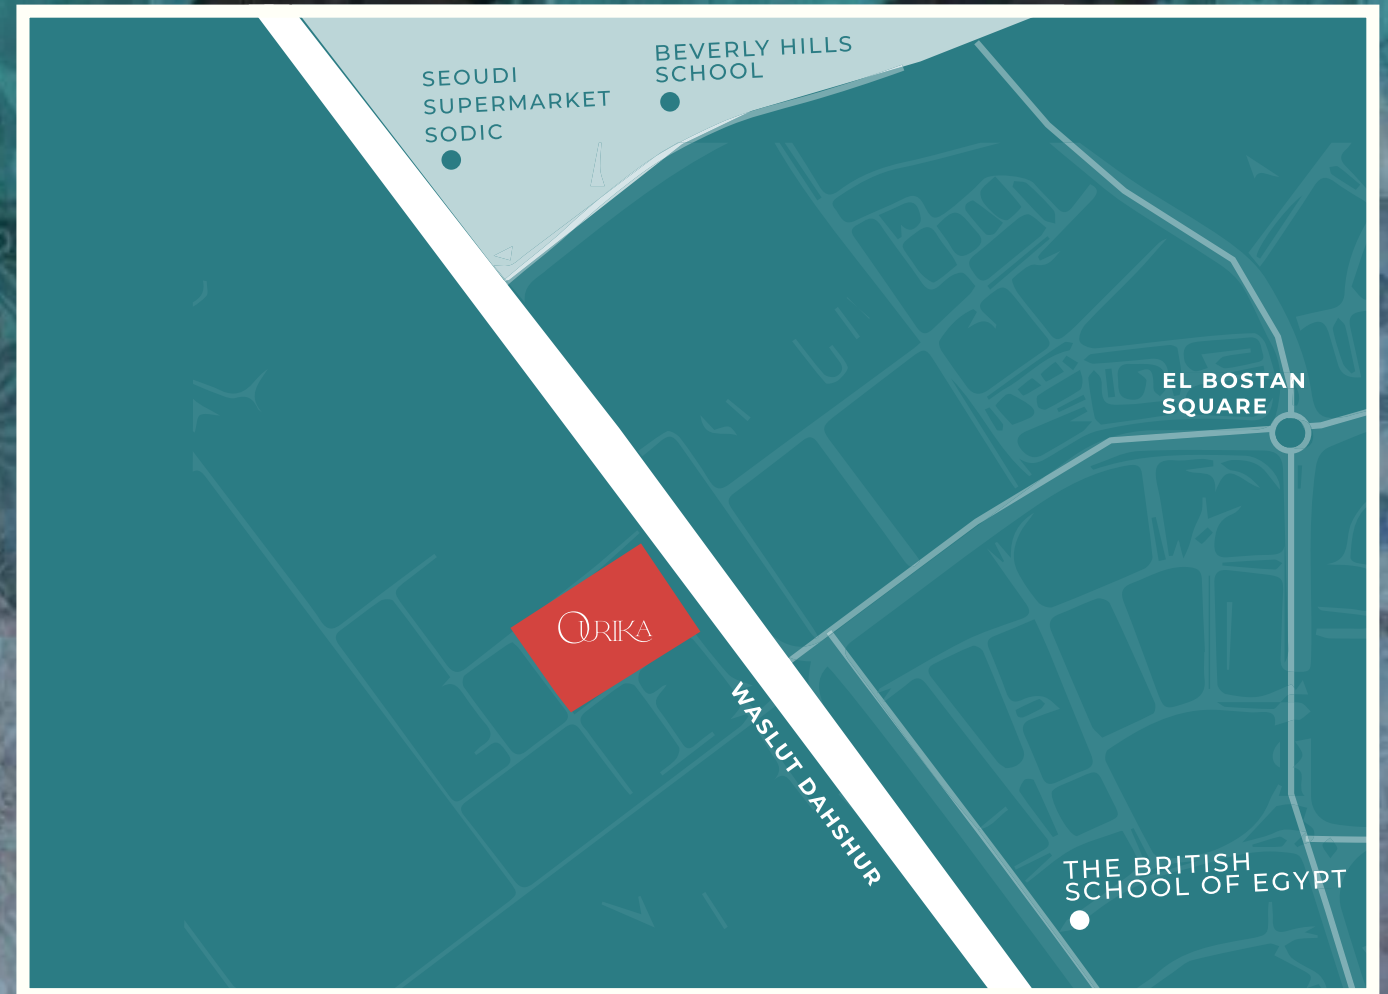 BEVERLY HILLS
SCHOOL
SEOUDI
SUPERMARKET
SODIC
EL BOSTAN
SQUARE
OURIKA
WASLUT DAHSHUR
THE BRITISH
SCHOOL OF EGYPT